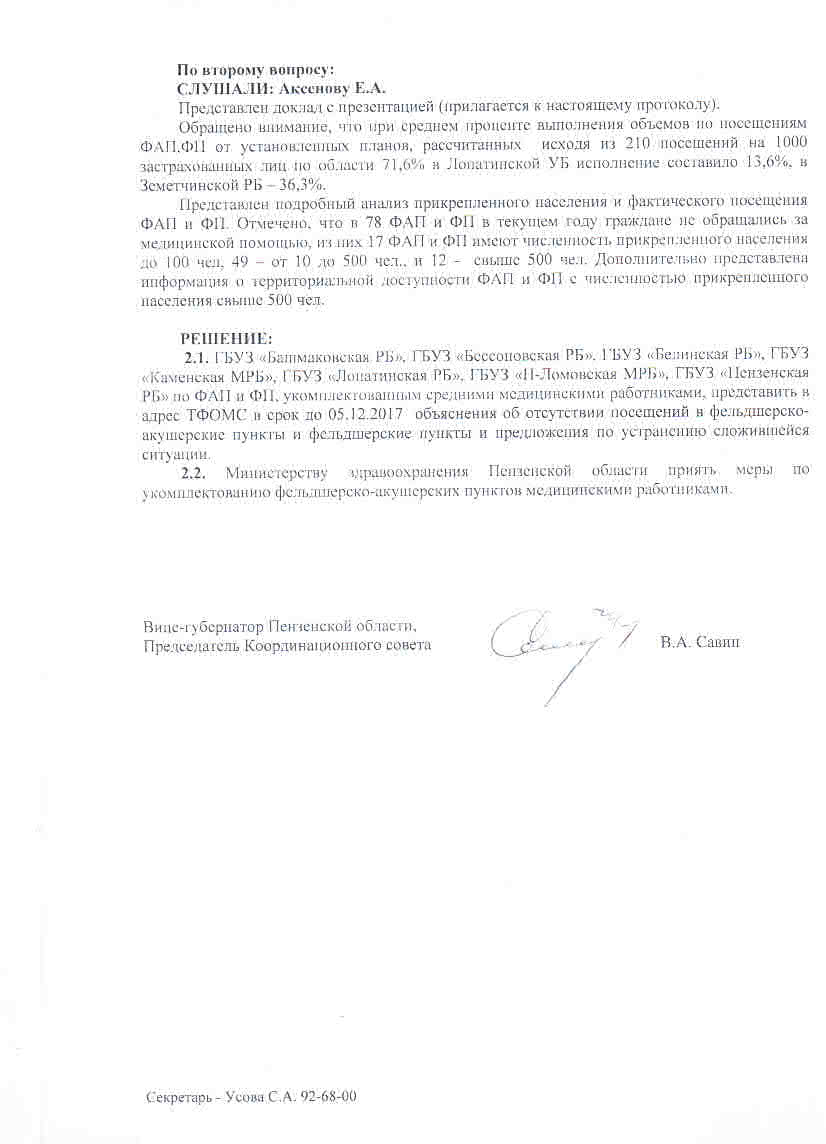 По второму вопросу:
СЛУШАЛИ: Аксенову Е.А.
Представлен доклад с презентацией (прилагается к настоящему протоколу).
Обращено внимание, что при среднем проценте выполнения объемов по посещениям
ФАП,ФП от установленных планов, рассчитанных исходя из 210 посещений на 1000
застрахованных лиц по области 71,6% в Лопатинской УБ исполнение составило 13,6%, в
Земетчинской РБ – 36,3%.
Представлен подробный анализ прикрепленного населения и фактического посещения
ФАП и ФП. Отмечено, что в 78 ФАП и ФП в текущем году граждане не обращались за
медицинской помощью, из них 17 ФАП и ФП имеют численность прикрепленного населения
до 100 чел, 49 – от 10 до 500 чел., и 12 - свыше 500 чел. Дополнительно представлена
информация о территориальной доступности ФАП и ФП с численностью прикрепленного
населения свыше 500 чел.
РЕШЕНИЕ:
2.1. ГБУЗ «Башмаковская РБ», ГБУЗ «Бессоновская РБ», ГБУЗ «Белинская РБ», ГБУЗ
«Каменская МРБ», ГБУЗ «Лопатинская РБ», ГБУЗ «Н-Ломовская МРБ», ГБУЗ «Пензенская
РБ» по ФАП и ФП, укомплектованным средними медицинскими работниками, представить в
адрес ТФОМС в срок до 05.12.2017 объяснения об отсутствии посещений в фельдшерско-
акушерские пункты и фельдшерские пункты и предложения по устранению сложившейся
ситуации.
2.2. Министерству здравоохранения Пензенской области принять меры по
укомплектованию фельдшерско-акушерских пунктов медицинскими работниками.
Вице-губернатор Пензенской области,
Председатель Координационного совета В.А. Савин
Секретарь - Усова С.А. 92-68-00